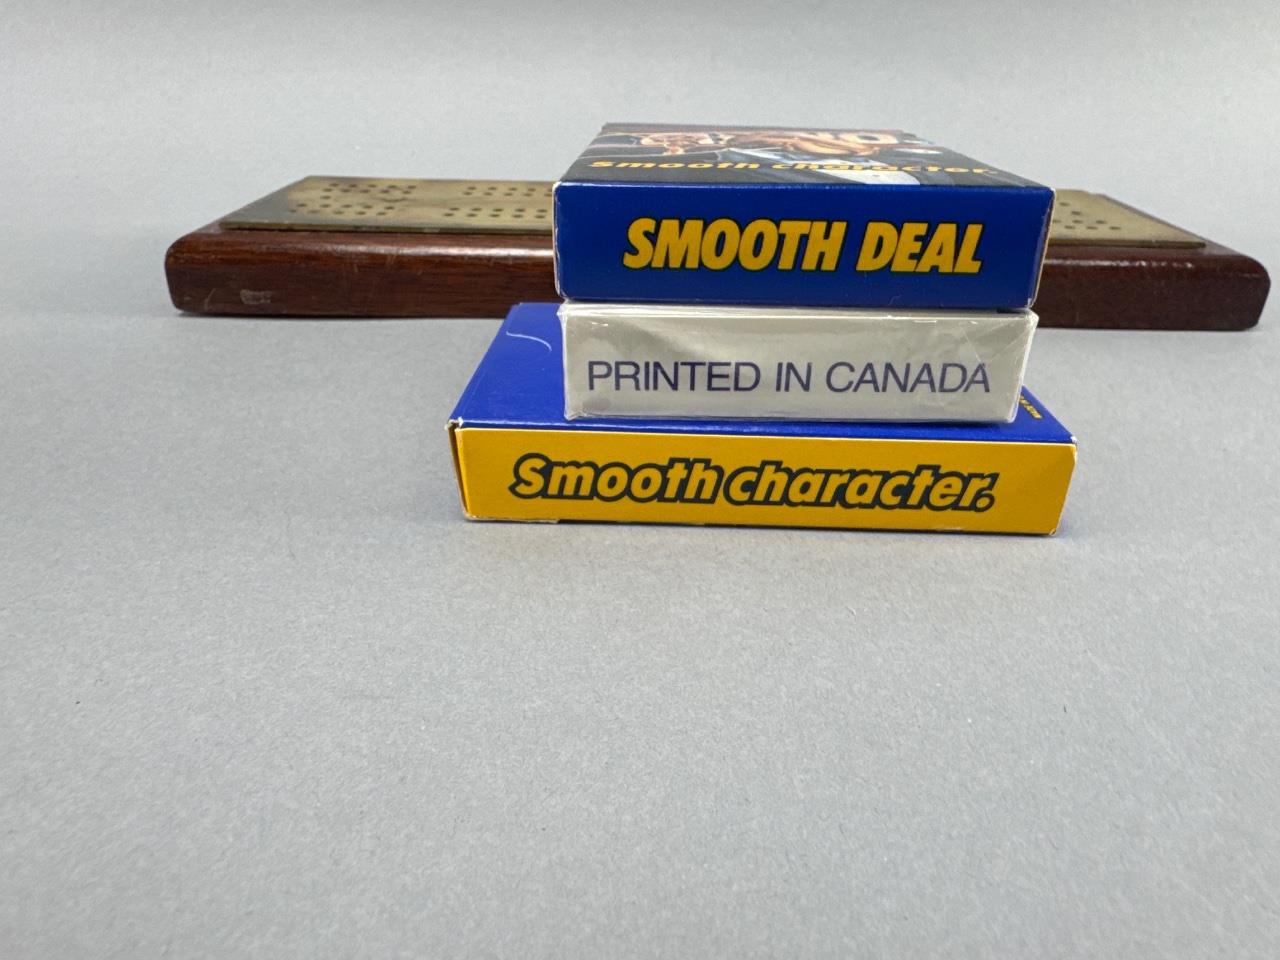 smooth character.
SMOOTH DEAL
PRINTED IN CANADA
Smooth character.